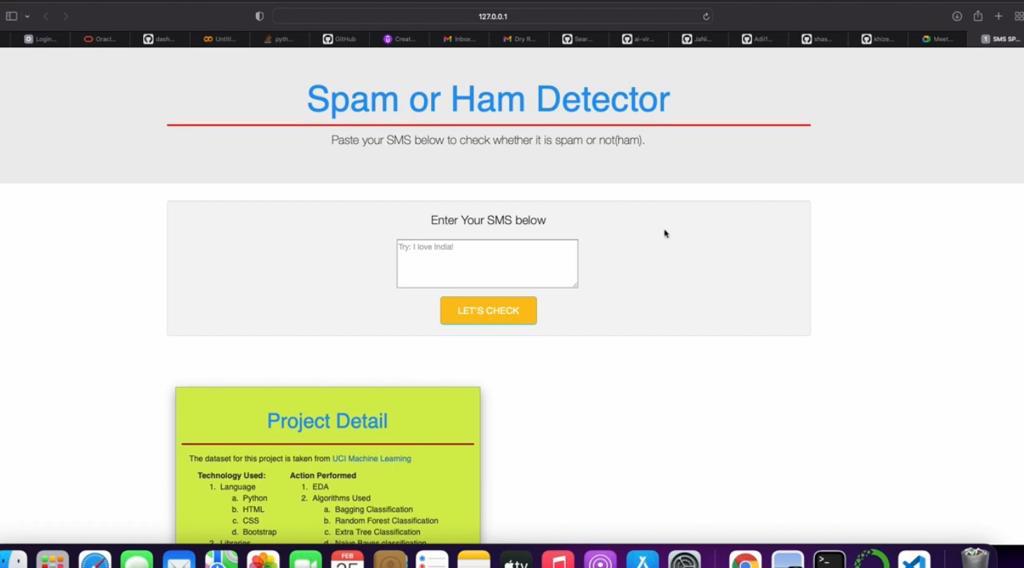 127.0.0.1
Login...
Oracl...
dash...
Untitl...
pyth...
GitHub
Creat...
Inbox...
Dry R...
Sear...
ai-vir...
JaNi...
Adil1...
shas...
khize...
Meet...
SMS SP...
Spam or Ham Detector
Paste your SMS below to check whether it is spam or not(ham).
Enter Your SMS below
Try: I love India!
LET'S CHECK
Project Detail
The dataset for this project is taken from UCI Machine Learning
Technology Used: Action Performed
1. Language 1. EDA
a. Python 2. Algorithms Used
b. HTML a. Bagging Classification
c. CSS b. Random Forest Classification
d. Bootstrap c. Extra Tree Classification
2. Libraries d. Naive Bayes classification
FEB
tv